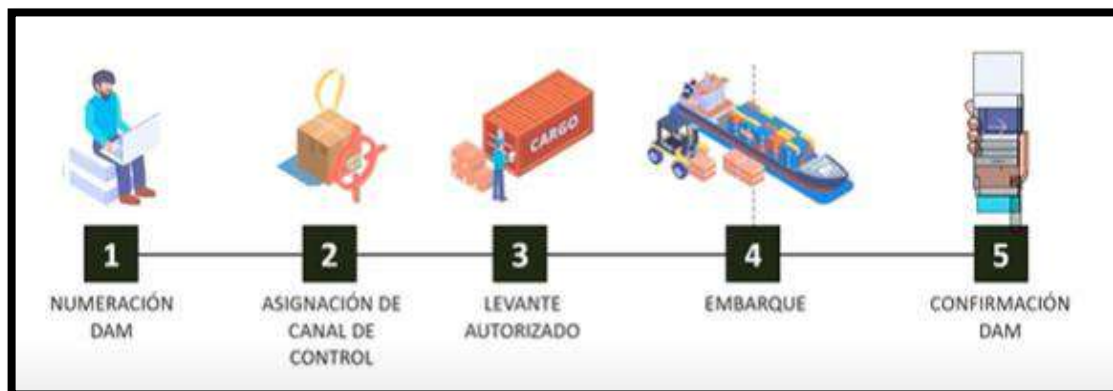 CARGO
1
2
3
4
5
NUMERACIÓN
DAM
ASIGNACIÓN DE
CANAL DE
CONTROL
LEVANTE
AUTORIZADO
EMBARQUE
CONFIRMACIÓN
DAM